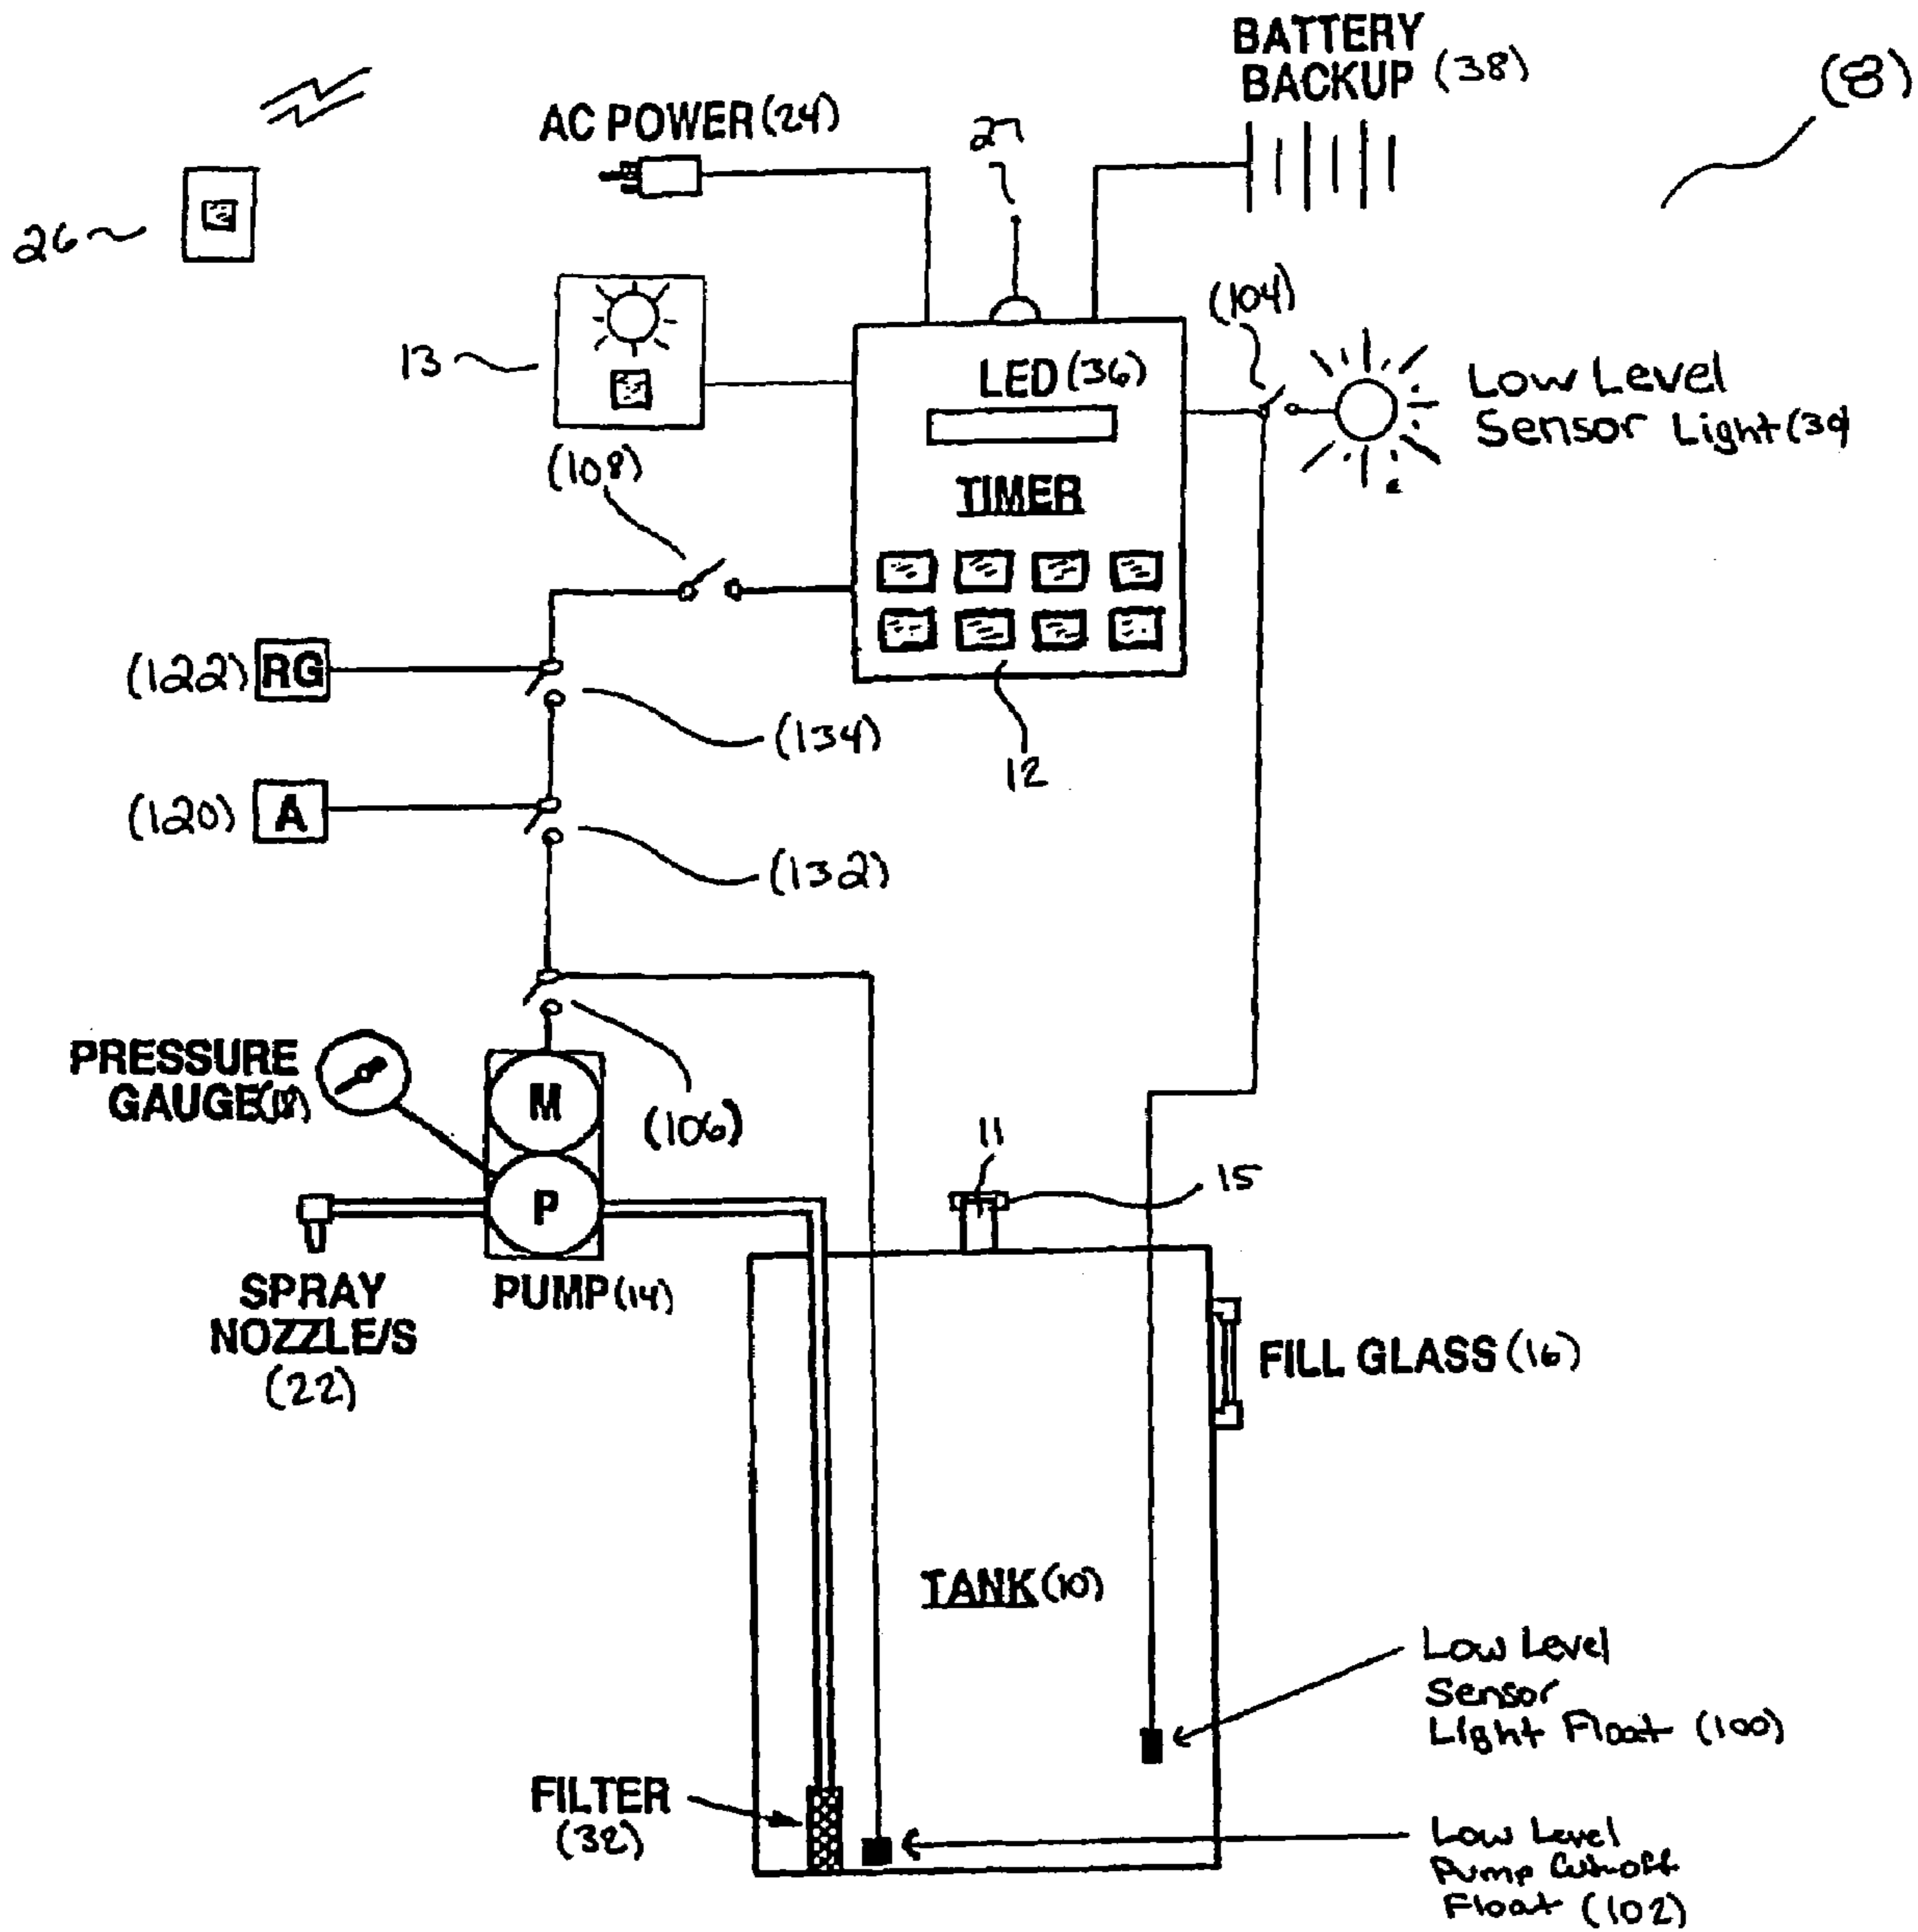 BATTERY
BACKUP (38)
(8)
AC POWER (24)
27
26
(104)
13
LED (36)
Low Level
Sensor Light
(108)
TIMER
(122) RG
(134)
12
(120) A
(132)
PRESSURE
GAUGE
M
(106)
11
15
P
SPRAY
NOZZLE/S
(22)
PUMP (14)
FILL GLASS (16)
TANK (10)
Low Level
Sensor
Light Float (100)
FILTER
(32)
Low Level
Pump Cutoff
Float (102)